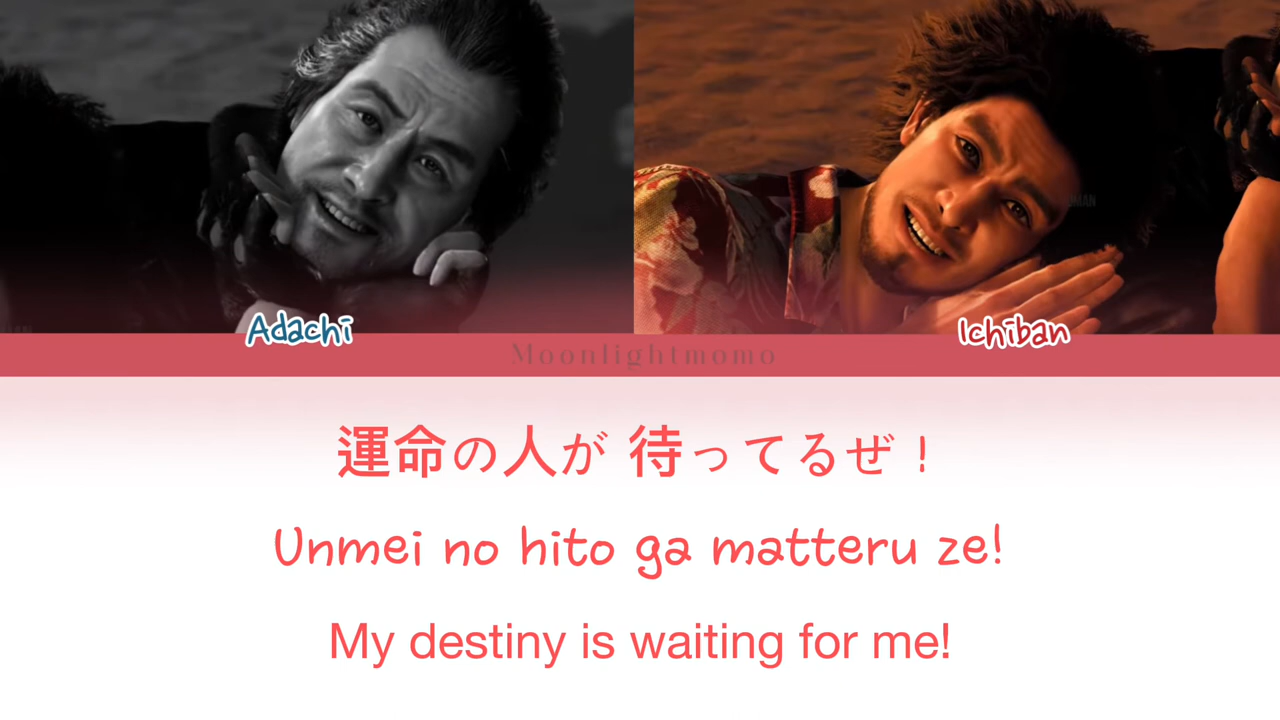 Adachi
Ichiban
Moonlightmomo
運命の人が 待ってるぜ！
Unmei no hito ga matteru ze!
My destiny is waiting for me!